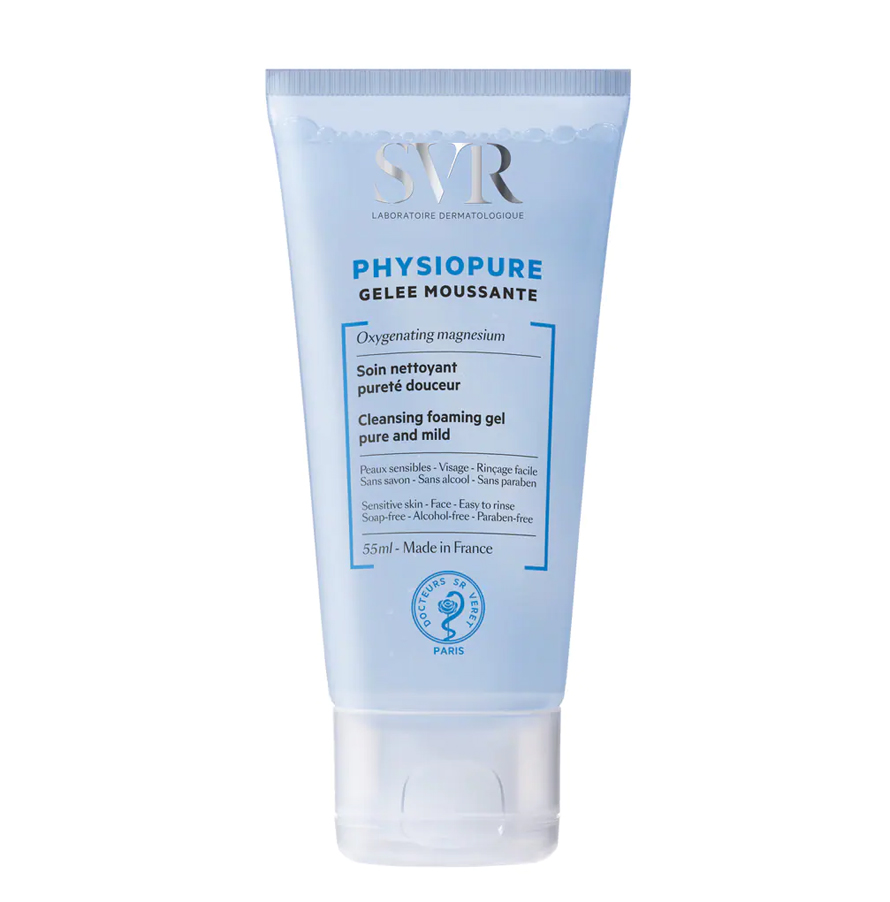 SVR
LABORATOIRE DERMATOLOGIQUE
PHYSIOPURE
GELEE MOUSSANTE
Oxygenating magnesium
Soin nettoyant
pureté douceur
Cleansing foaming gel
pure and mild
Peaux sensibles - Visage - Rinçage facile
Sans savon - Sans alcool - Sans paraben
Sensitive skin - Face - Easy to rinse
Soap-free - Alcohol-free - Paraben-free
55ml - Made in France
DOCTEURS SR VERET
PARIS